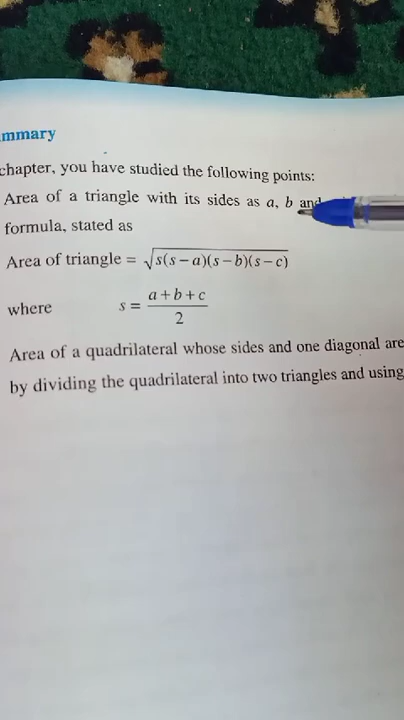 mmary
chapter, you have studied the following points:
Area of a triangle with its sides as a, b and
formula, stated as
Area of triangle = √s(s – a)(s – b)(s – c)
where s = a + b + c / 2
Area of a quadrilateral whose sides and one diagonal are
by dividing the quadrilateral into two triangles and using